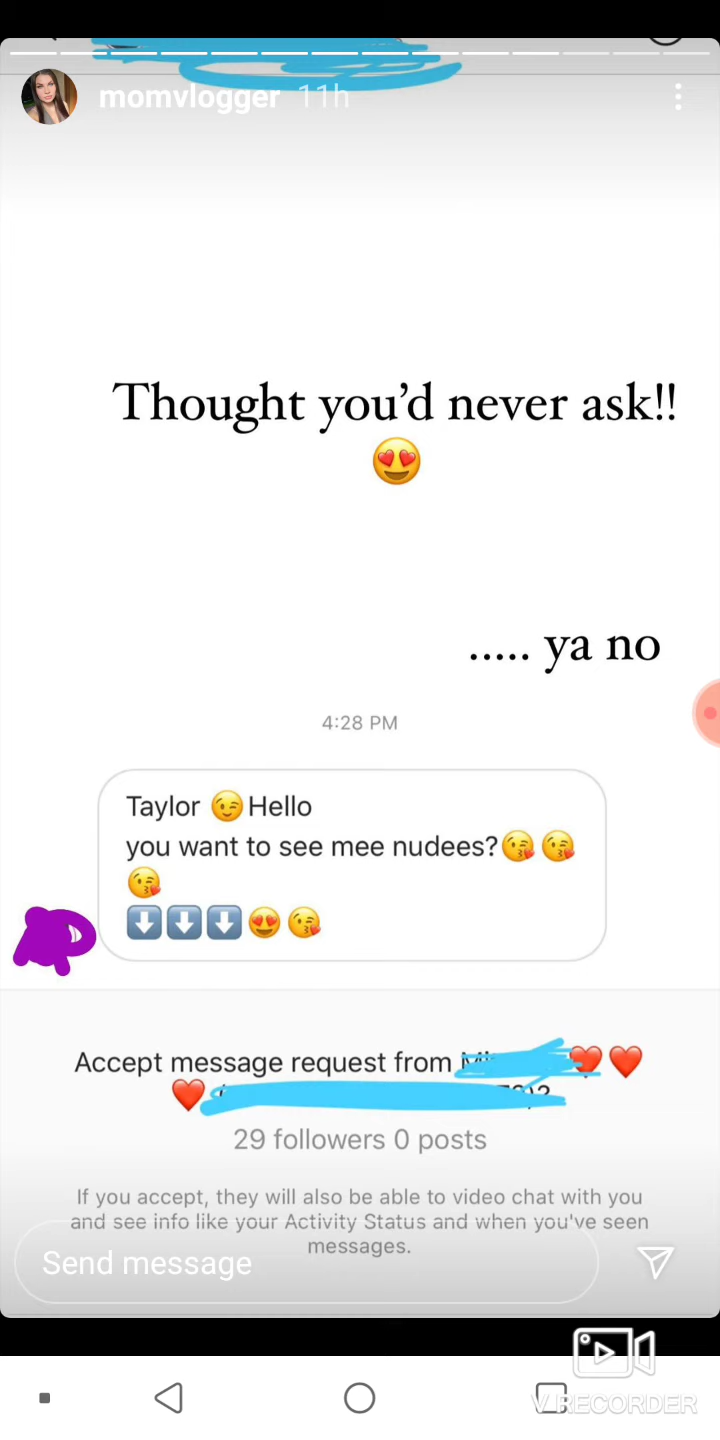 momvlogger 11h
Thought you’d never ask!!
😍
..... ya no
4:28 PM
Taylor 😉 Hello
you want to see mee nudees?😘😘
😘
⬇️⬇️⬇️😍😘
Accept message request from ❤️❤️
❤️
29 followers 0 posts
If you accept, they will also be able to video chat with you
and see info like your Activity Status and when you've seen
messages.
Send message
V RECORDER